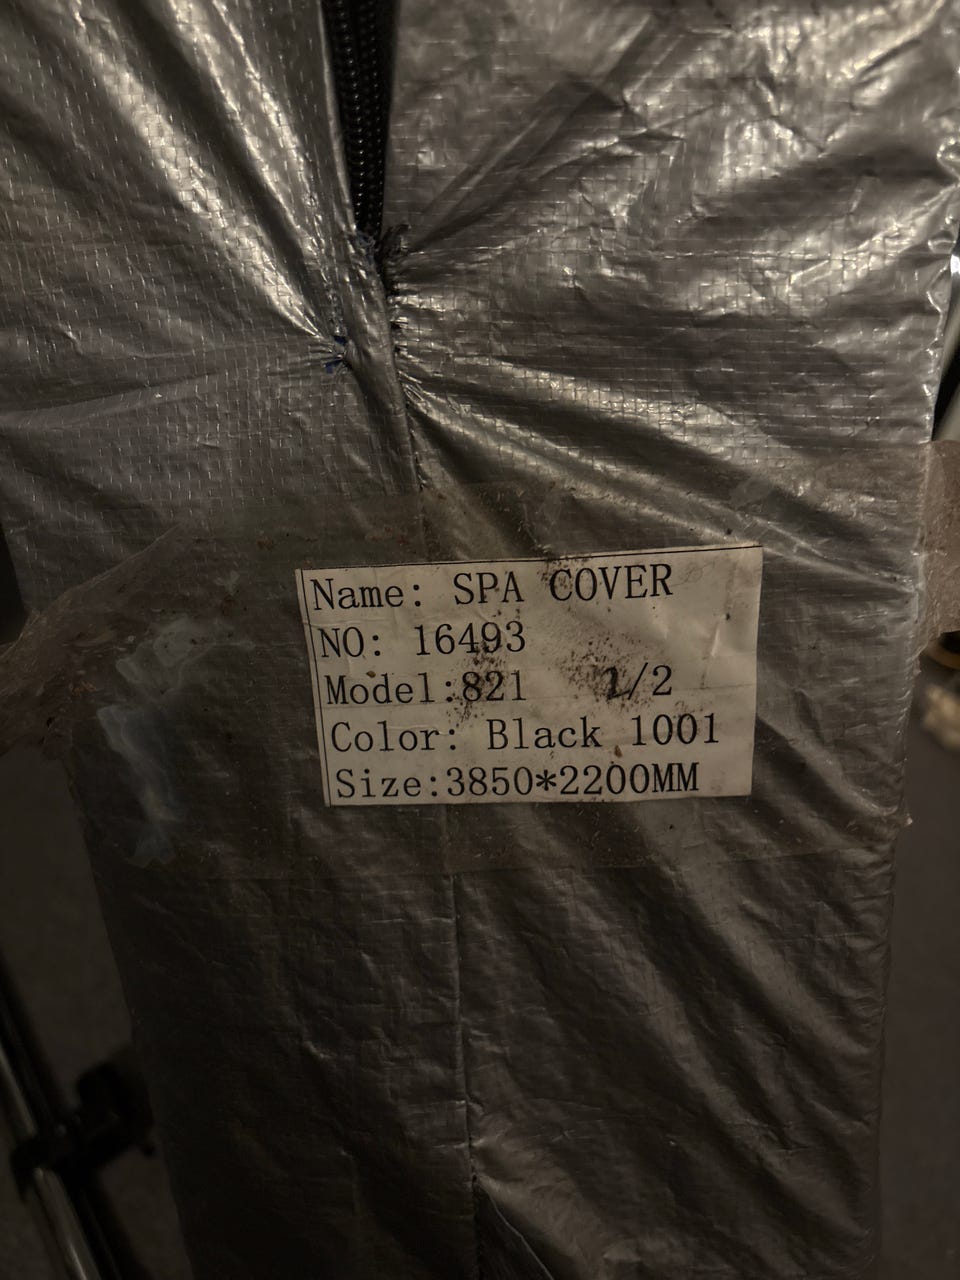 Name: SPA COVER
NO: 16493
Model:821 1/2
Color: Black 1001
Size:3850*2200MM